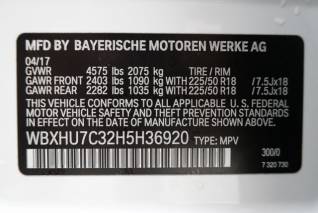 MFD BY BAYERISCHE MOTOREN WERKE AG
04/17
GVWR 4575 lbs 2075 kg TIRE / RIM
GAWR FRONT 2403 lbs 1090 kg 225/50 R18 /7.5Jx18
GAWR REAR 2282 lbs 1035 kg 225/50 R18 /7.5Jx18
THIS VEHICLE CONFORMS TO ALL APPLICABLE U.S.
FEDERAL MOTOR VEHICLE SAFETY AND THEFT PREVENTION STANDARDS
IN EFFECT ON THE DATE OF MANUFACTURE SHOWN ABOVE.
WBXHU7C32H5H36920 TYPE: MPV
300/0
7 320 730